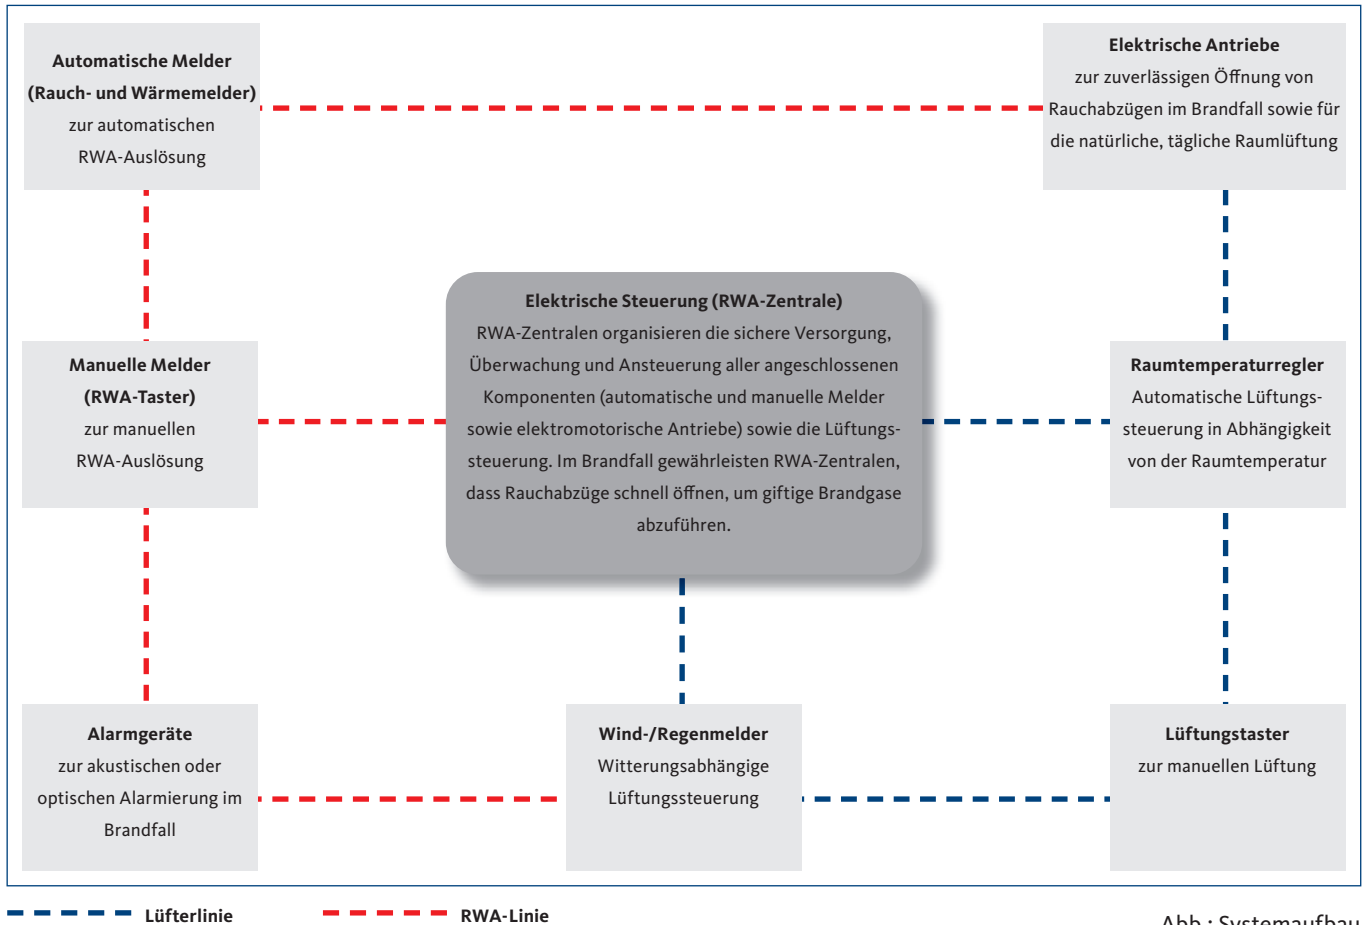 Automatische Melder
(Rauch- und Wärmemelder)
zur automatischen
RWA-Auslösung
Elektrische Antriebe
zur zuverlässigen Öffnung von
Rauchabzügen im Brandfall sowie für
die natürliche, tägliche Raumlüftung
Manuelle Melder
(RWA-Taster)
zur manuellen
RWA-Auslösung
Elektrische Steuerung (RWA-Zentrale)
RWA-Zentralen organisieren die sichere Versorgung,
Überwachung und Ansteuerung aller angeschlossenen
Komponenten (automatische und manuelle Melder
sowie elektromotorische Antriebe) sowie die Lüftungs-
steuerung. Im Brandfall gewährleisten RWA-Zentralen,
dass Rauchabzüge schnell öffnen, um giftige Brandgase
abzuführen.
Raumtemperaturregler
Automatische Lüftungs-
steuerung in Abhängigkeit
von der Raumtemperatur
Alarmgeräte
zur akustischen oder
optischen Alarmierung im
Brandfall
Wind-/Regenmelder
Witterungsabhängige
Lüftungssteuerung
Lüftungstaster
zur manuellen Lüftung
Lüfterlinie
RWA-Linie
Abb.: Systemaufbau